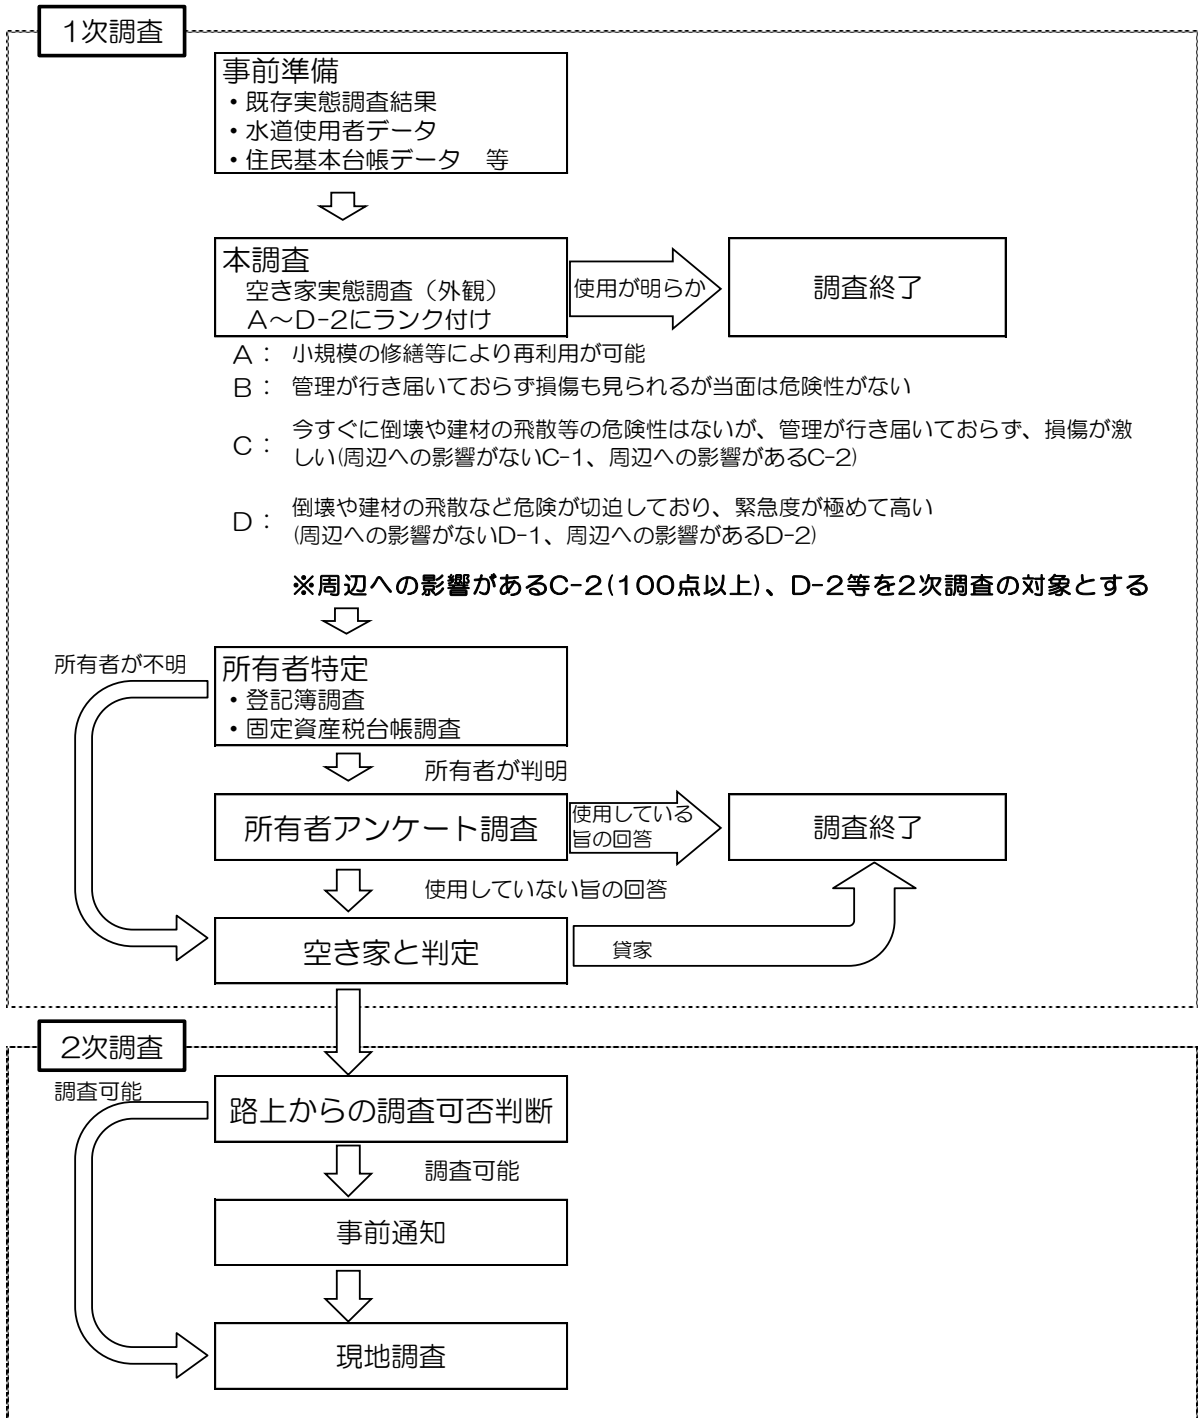 1次調査
事前準備
・既存実態調査結果
・水道使用者データ
・住民基本台帳データ　等
本調査
空き家実態調査（外観）
A～D-2にランク付け
使用が明らか
調査終了
A：　小規模の修繕等により再利用が可能
B：　管理が行き届いておらず損傷も見られるが当面は危険性がない
C：　今すぐに倒壊や建材の飛散等の危険性はないが、管理が行き届いておらず、損傷が激
しい(周辺への影響がないC-1、周辺への影響があるC-2)
D：　倒壊や建材の飛散など危険が切迫しており、緊急度が極めて高い
(周辺への影響がないD-1、周辺への影響があるD-2)
※周辺への影響があるC-2(100点以上)、D-2等を2次調査の対象とする
所有者が不明
所有者特定
・登記簿調査
・固定資産税台帳調査
所有者が判明
所有者アンケート調査
使用している
旨の回答
調査終了
使用していない旨の回答
空き家と判定
貸家
2次調査
調査可能
路上からの調査可否判断
調査可能
事前通知
現地調査